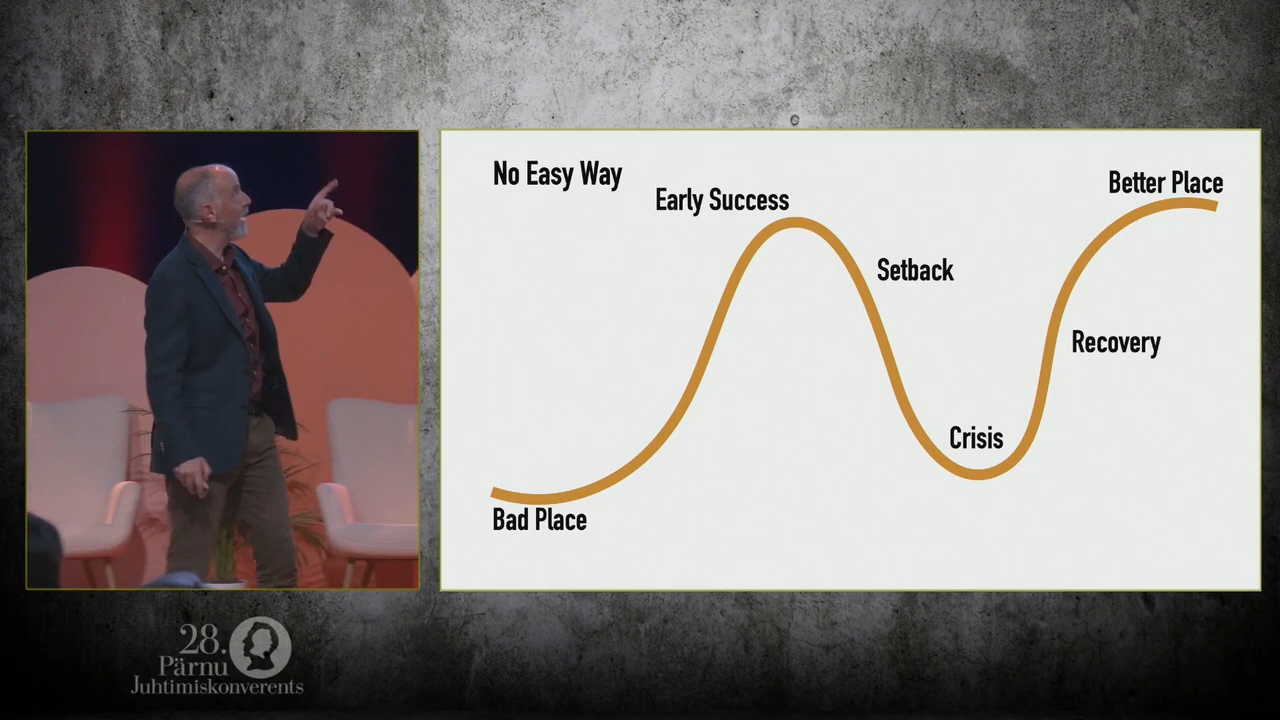 No Easy Way
Early Success
Better Place
Setback
Recovery
Crisis
Bad Place
28.
Pärnu
Juhtimiskonverents